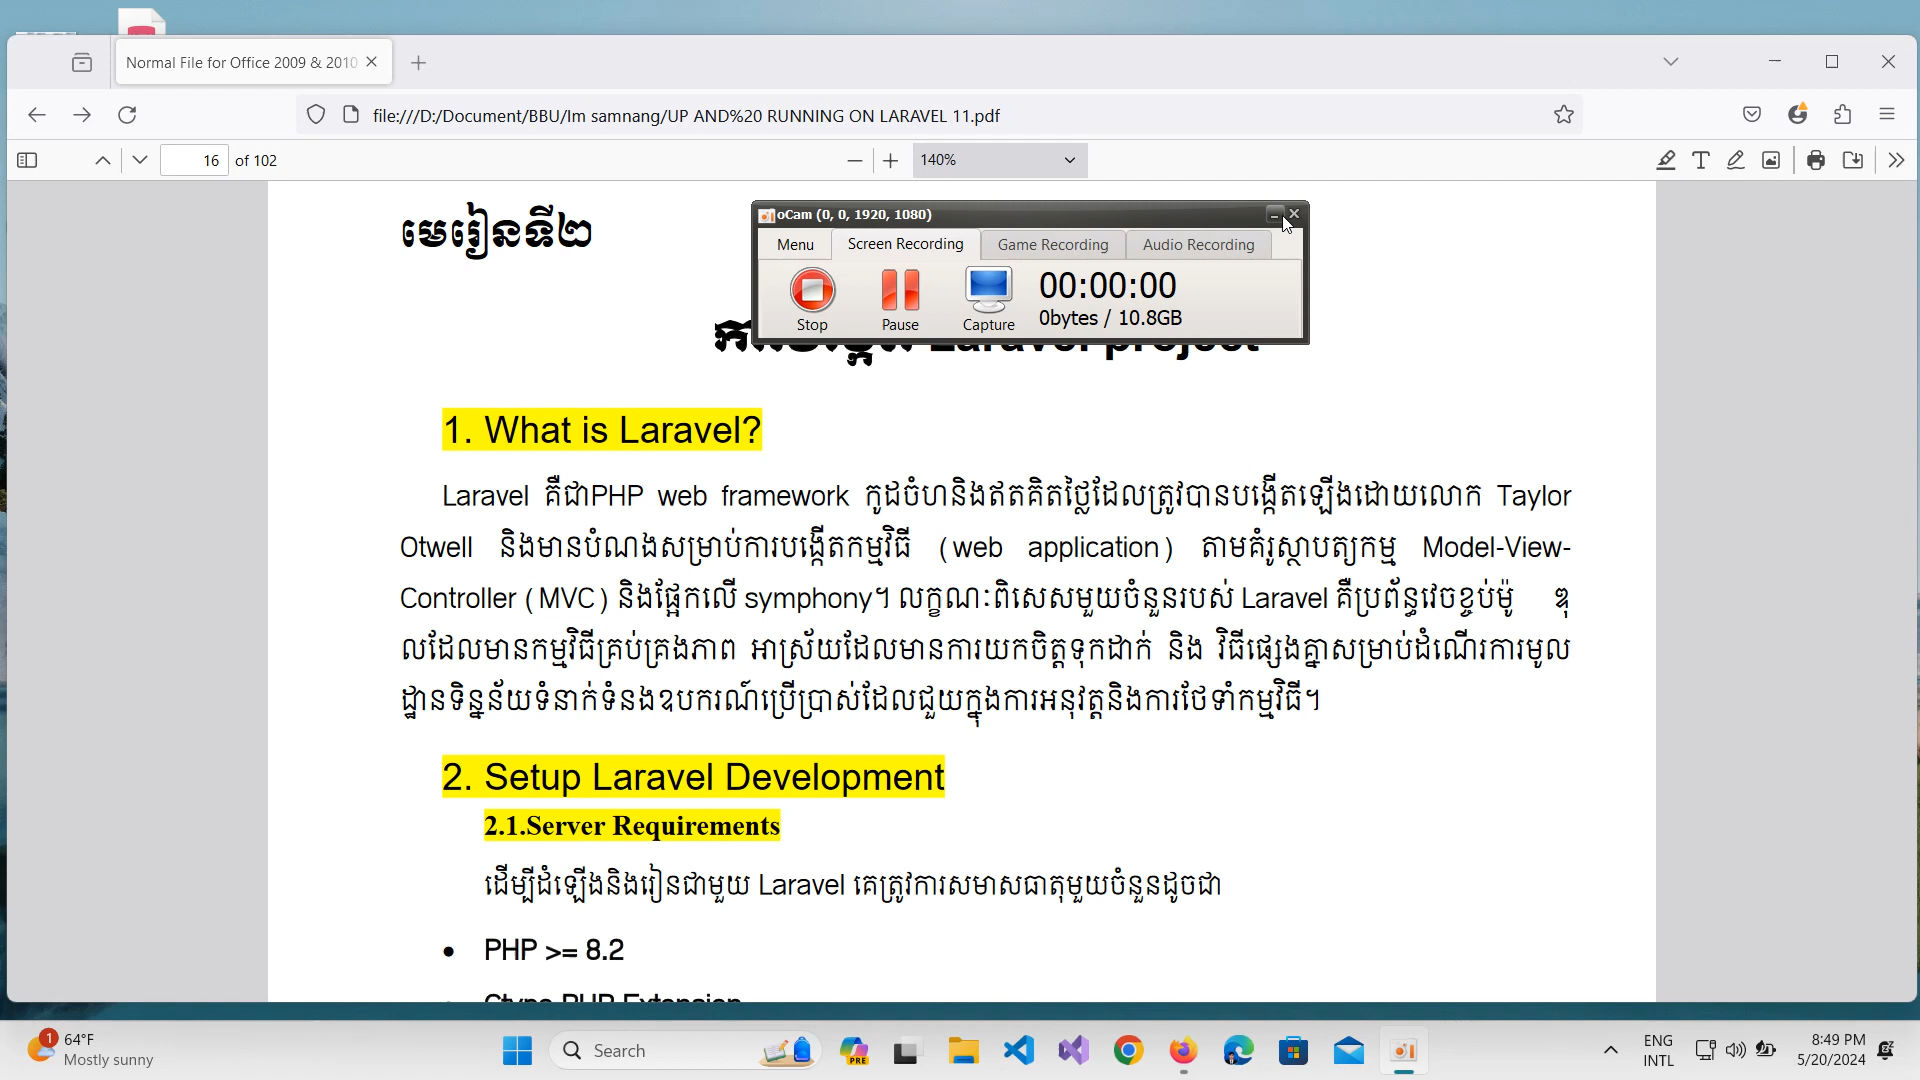 Normal File for Office 2009 & 2010
file:///D:/Document/BBU/Im samnang/UP AND%20 RUNNING ON LARAVEL 11.pdf
16 of 102
140%
មេរៀនទី២
oCam (0, 0, 1920, 1080)
Menu Screen Recording Game Recording Audio Recording
Stop Pause Capture
00:00:00
0bytes / 10.8GB
Laravel project
1. What is Laravel?
Laravel គឺជាPHP web framework កូដចំហនិងឥតគិតថ្លៃដែលត្រូវបានបង្កើតឡើងដោយលោក Taylor
Otwell និងមានបំណងសម្រាប់ការបង្កើតកម្មវិធី (web application) តាមគំរូស្ថាបត្យកម្ម Model-View-
Controller (MVC) និងផ្អែកលើ symphony។ លក្ខណៈពិសេសមួយចំនួនរបស់ Laravel គឺប្រព័ន្ធវេចខ្ចប់ម៉ូ ឌុ
លដែលមានកម្មវិធីគ្រប់គ្រងភាព អាស្រ័យដែលមានការយកចិត្តទុកដាក់ និង វិធីផ្សេងគ្នាសម្រាប់ដំណើរការមូល
ដ្ឋានទិន្នន័យទំនាក់ទំនងឧបករណ៍ប្រើប្រាស់ដែលជួយក្នុងការអនុវត្តនិងការថែទាំកម្មវិធី។
2. Setup Laravel Development
2.1.Server Requirements
ដើម្បីដំឡើងនិងរៀនជាមួយ Laravel គេត្រូវការសមាសធាតុមួយចំនួនដូចជា
• PHP >= 8.2
Ctype PHP Extension
1
64°F
Mostly sunny
Search
PRE
ENG
INTL
8:49 PM
5/20/2024